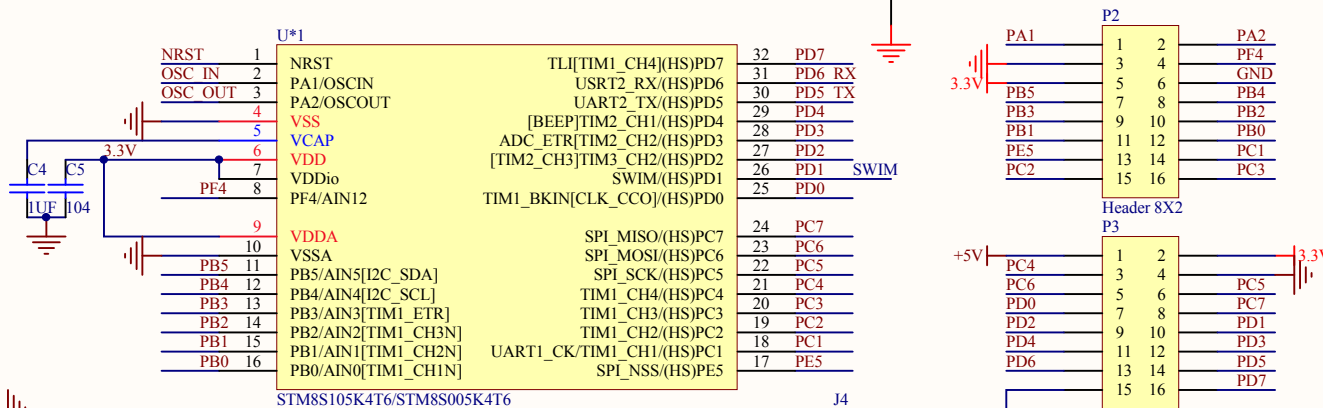 U*1
NRST 1 NRST TLI[TIM1_CH4](HS)PD7 32 PD7
OSC_IN 2 PA1/OSCIN USRT2_RX/(HS)PD6 31 PD6 RX
OSC_OUT 3 PA2/OSCOUT UART2_TX/(HS)PD5 30 PD5 TX
4 VSS [BEEP]TIM2_CH1/(HS)PD4 29 PD4
5 VCAP ADC_ETR[TIM2_CH2/(HS)PD3 28 PD3
3.3V 6 VDD [TIM2_CH3]TIM3_CH2/(HS)PD2 27 PD2
7 VDDio SWIM/(HS)PD1 26 PD1 SWIM
PF4 8 PF4/AIN12 TIM1_BKIN[CLK_CCO]/(HS)PD0 25 PD0
C4 C5
1UF 104
9 VDDA SPI_MISO/(HS)PC7 24 PC7
10 VSSA SPI_MOSI/(HS)PC6 23 PC6
PB5 11 PB5/AIN5[I2C_SDA] SPI_SCK/(HS)PC5 22 PC5
PB4 12 PB4/AIN4[I2C_SCL] TIM1_CH4/(HS)PC4 21 PC4
PB3 13 PB3/AIN3[TIM1_ETR] TIM1_CH3/(HS)PC3 20 PC3
PB2 14 PB2/AIN2[TIM1_CH3N] TIM1_CH2/(HS)PC2 19 PC2
PB1 15 PB1/AIN1[TIM1_CH2N] UART1_CK/TIM1_CH1/(HS)PC1 18 PC1
PB0 16 PB0/AIN0[TIM1_CH1N] SPI_NSS/(HS)PE5 17 PE5
STM8S105K4T6/STM8S005K4T6
J4
P2
PA1 1 2 PA2
3 4 PF4
3.3V 5 6 GND
PB5 7 8 PB4
PB3 9 10 PB2
PB1 11 12 PB0
PE5 13 14 PC1
PC2 15 16 PC3
Header 8X2
P3
+5V 1 2 3.3V
PC4 3 4
PC6 5 6 PC5
PD0 7 8 PC7
PD2 9 10 PD1
PD4 11 12 PD3
PD6 13 14 PD5
15 16 PD7